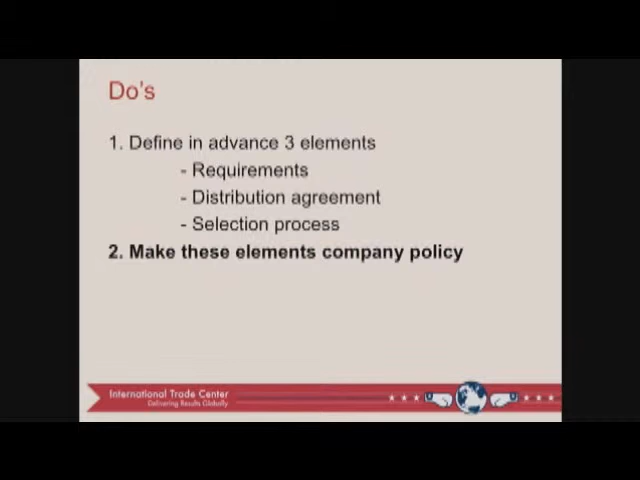 Do's
1. Define in advance 3 elements
- Requirements
- Distribution agreement
- Selection process
2. Make these elements company policy
International Trade Center
Delivering Results Globally